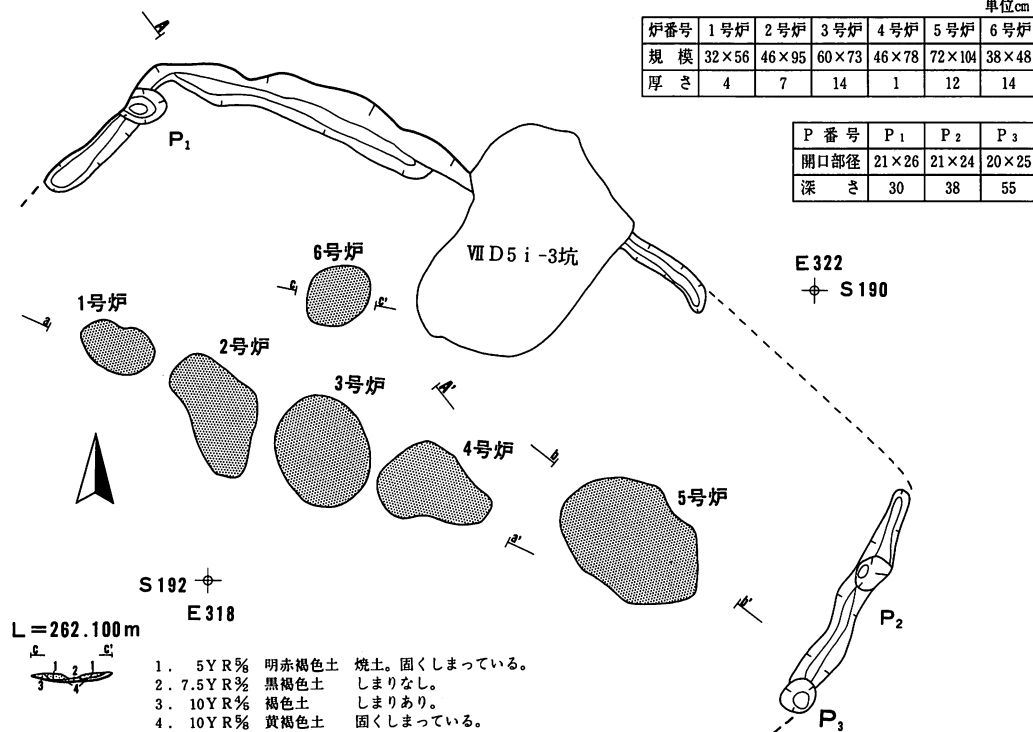 単位cm
炉番号 1号炉 2号炉 3号炉 4号炉 5号炉 6号炉
規模 32×56 46×95 60×73 46×78 72×104 38×48
厚さ 4 7 14 1 12 14
P番号 P₁ P₂ P₃
開口部径 21×26 21×24 20×25
深さ 30 38 55
A
P₁
Ⅶ D5i-3坑
E322
S190
6号炉
c c'
1号炉
a
2号炉
3号炉
A'
4号炉
b
5号炉
a'
b'
S192
E318
P₂
P₃
L=262.100m
c c'
1 2 1
3 4
1. 5YR5/8 明赤褐色土 焼土。固くしまっている。
2. 7.5YR3/2 黒褐色土 しまりなし。
3. 10YR4/6 褐色土 しまりあり。
4. 10YR5/8 黄褐色土 固くしまっている。